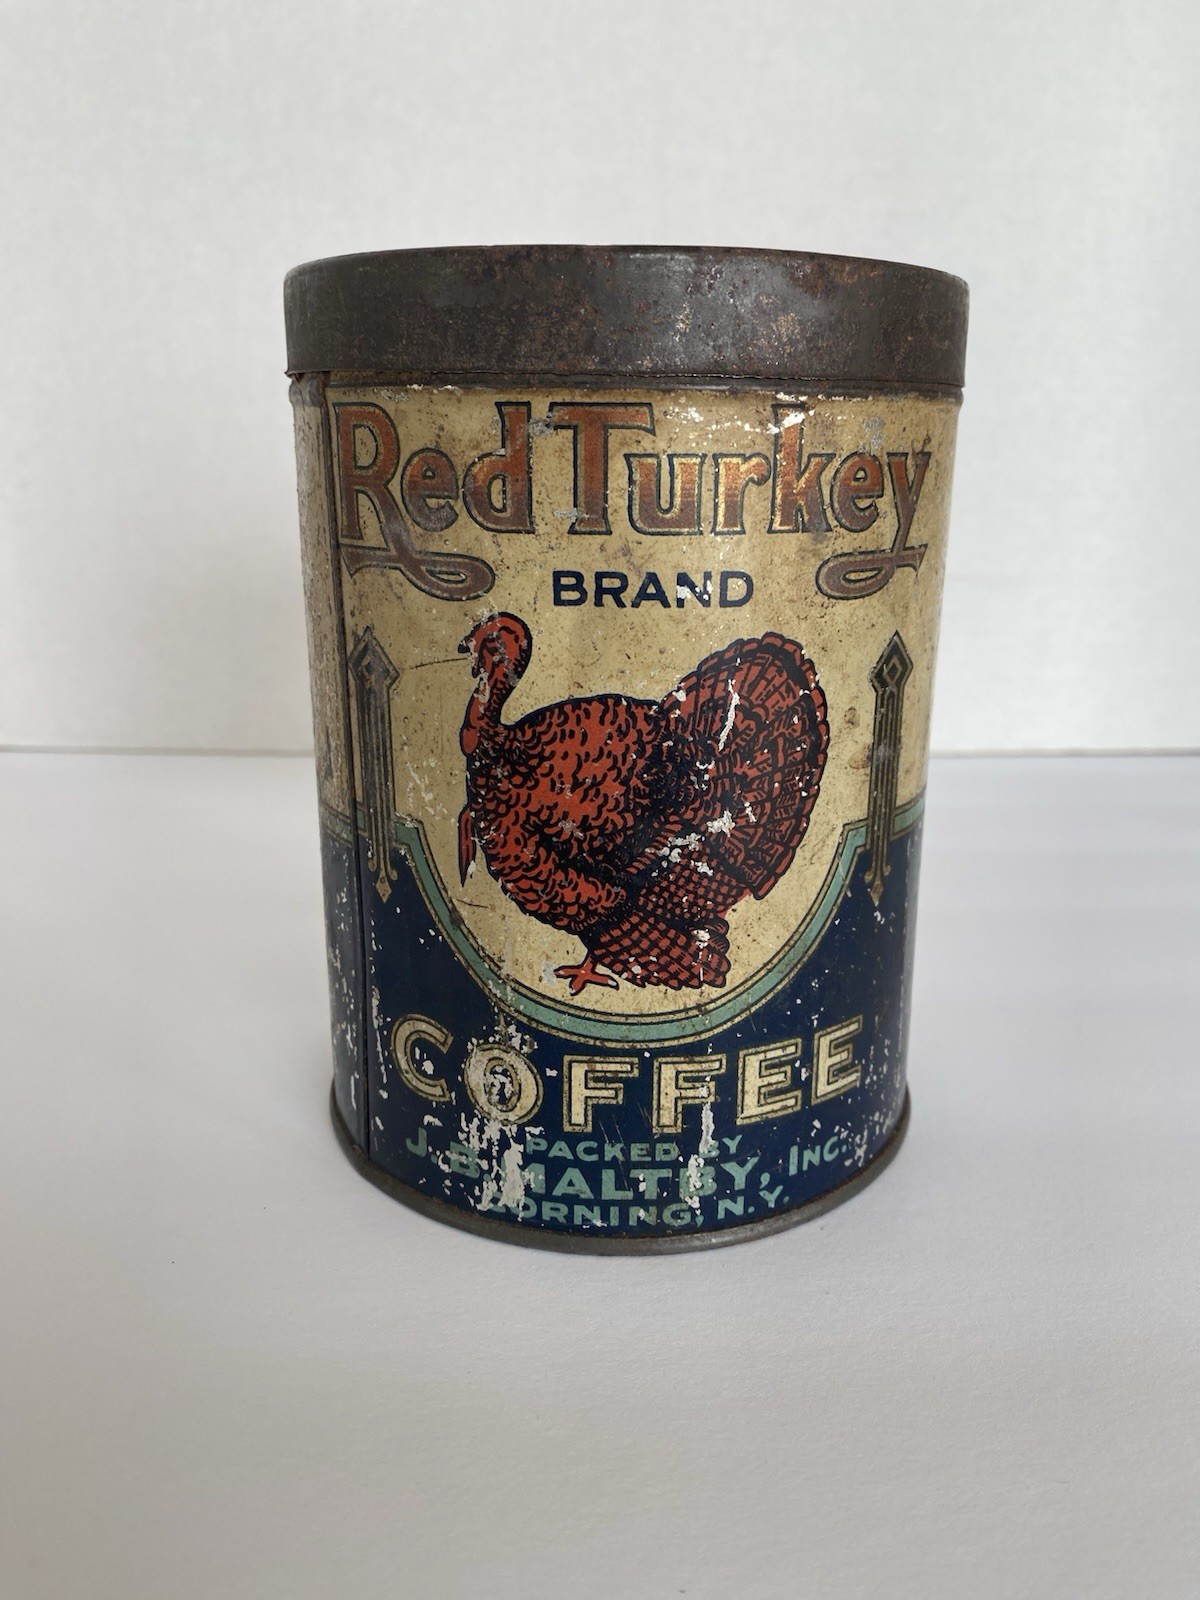 Red Turkey
BRAND
COFFEE
PACKED BY
J. B. MALTBY, INC.
CORNING, N.Y.